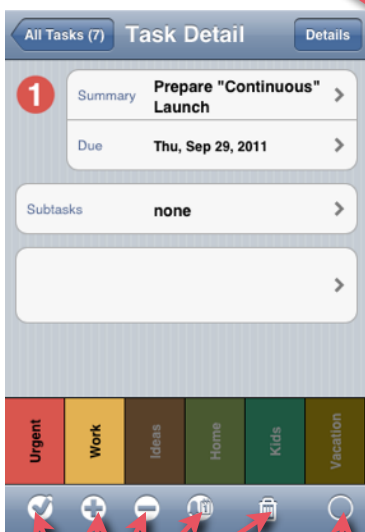 All Tasks (7) Task Detail Details
1 Summary Prepare "Continuous"
Launch
Due Thu, Sep 29, 2011
Subtasks none
Urgent
Work
Ideas
Home
Kids
Vacation
1